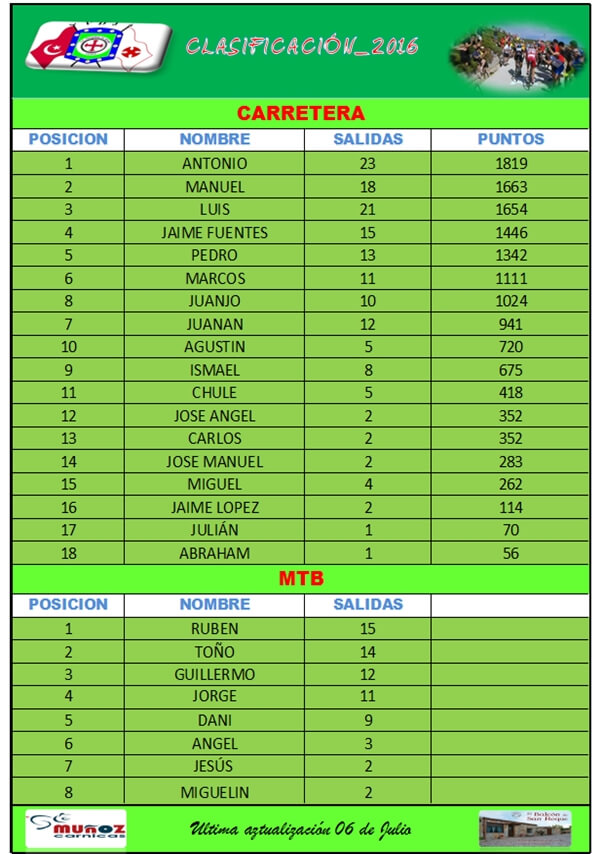 CLASIFICACIÓN_2016
CARRETERA
POSICION NOMBRE SALIDAS PUNTOS
1 ANTONIO 23 1819
2 MANUEL 18 1663
3 LUIS 21 1654
4 JAIME FUENTES 15 1446
5 PEDRO 13 1342
6 MARCOS 11 1111
8 JUANJO 10 1024
7 JUANAN 12 941
10 AGUSTIN 5 720
9 ISMAEL 8 675
11 CHULE 5 418
12 JOSE ANGEL 2 352
13 CARLOS 2 352
14 JOSE MANUEL 2 283
15 MIGUEL 4 262
16 JAIME LOPEZ 2 114
17 JULIÁN 1 70
18 ABRAHAM 1 56
MTB
POSICION NOMBRE SALIDAS
1 RUBEN 15
2 TOÑO 14
3 GUILLERMO 12
4 JORGE 11
5 DANI 9
6 ANGEL 3
7 JESÚS 2
8 MIGUELIN 2
MUÑOZ
carnicas
Ultima aztualización 06 de Julio
El Balcón de
San Roque